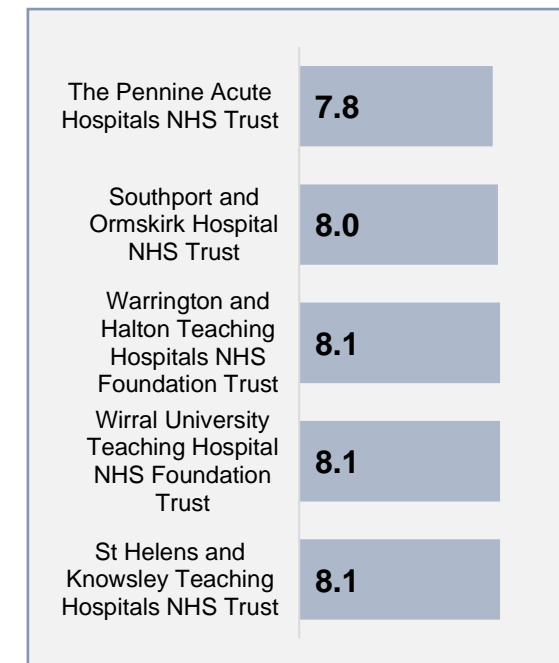 The Pennine Acute
Hospitals NHS Trust
7.8
Southport and
Ormskirk Hospital
NHS Trust
8.0
Warrington and
Halton Teaching
Hospitals NHS
Foundation Trust
8.1
Wirral University
Teaching Hospital
NHS Foundation
Trust
8.1
St Helens and
Knowsley Teaching
Hospitals NHS Trust
8.1